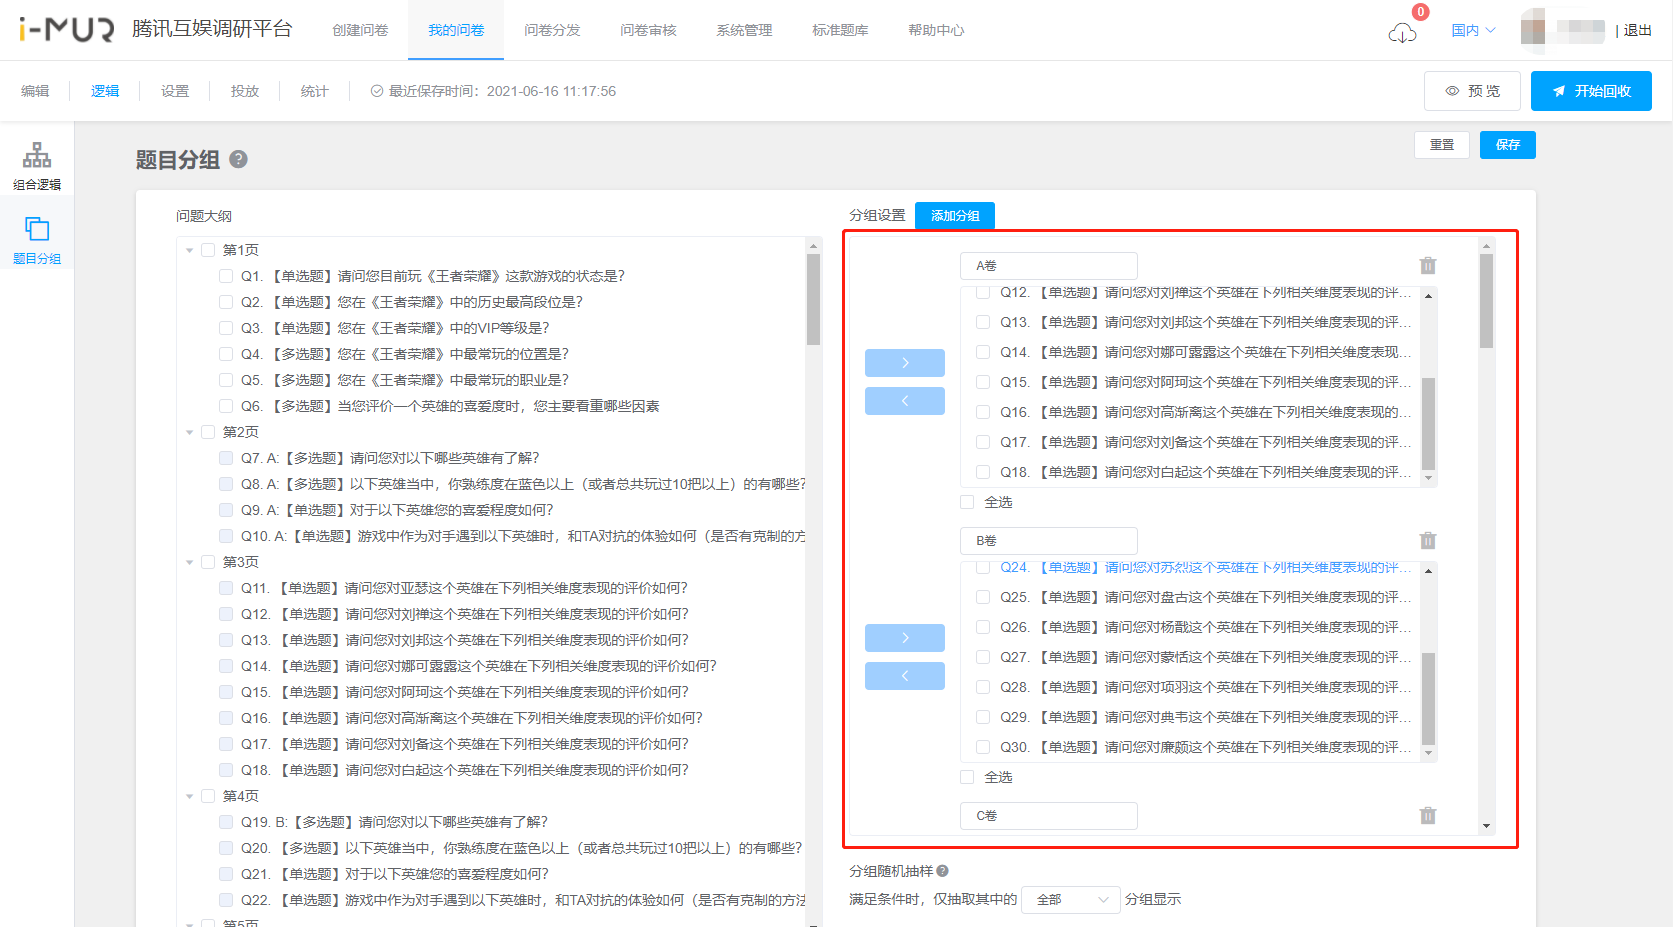 i-MUR 腾讯互娱调研平台 创建问卷 我的问卷 问卷分发 问卷审核 系统管理 标准题库 帮助中心 0 国内 | 退出
编辑 逻辑 设置 投放 统计 最近保存时间：2021-06-16 11:17:56 预 览 开始回收
组合逻辑
题目分组
题目分组 ? 重置 保存
问题大纲
第1页
Q1. 【单选题】请问您目前玩《王者荣耀》这款游戏的状态是?
Q2. 【单选题】您在《王者荣耀》中的历史最高段位是?
Q3. 【单选题】您在《王者荣耀》中的VIP等级是?
Q4. 【多选题】您在《王者荣耀》中最常玩的位置是?
Q5. 【多选题】您在《王者荣耀》中最常玩的职业是?
Q6. 【多选题】当您评价一个英雄的喜爱度时，您主要看重哪些因素
第2页
Q7. A:【多选题】请问您对以下哪些英雄有了解?
Q8. A:【多选题】以下英雄当中，你熟练度在蓝色以上（或者总共玩过10把以上）的有哪些?
Q9. A:【单选题】对于以下英雄您的喜爱程度如何?
Q10. A:【单选题】游戏中作为对手遇到以下英雄时，和TA对抗的体验如何（是否有克制的方
第3页
Q11. 【单选题】请问您对亚瑟这个英雄在下列相关维度表现的评价如何?
Q12. 【单选题】请问您对刘禅这个英雄在下列相关维度表现的评价如何?
Q13. 【单选题】请问您对刘邦这个英雄在下列相关维度表现的评价如何?
Q14. 【单选题】请问您对娜可露露这个英雄在下列相关维度表现的评价如何?
Q15. 【单选题】请问您对阿珂这个英雄在下列相关维度表现的评价如何?
Q16. 【单选题】请问您对高渐离这个英雄在下列相关维度表现的评价如何?
Q17. 【单选题】请问您对刘备这个英雄在下列相关维度表现的评价如何?
Q18. 【单选题】请问您对白起这个英雄在下列相关维度表现的评价如何?
第4页
Q19. B:【多选题】请问您对以下哪些英雄有了解?
Q20. 【多选题】以下英雄当中，你熟练度在蓝色以上（或者总共玩过10把以上）的有哪些?
Q21. 【单选题】对于以下英雄您的喜爱程度如何?
Q22. 【单选题】游戏中作为对手遇到以下英雄时，和TA对抗的体验如何（是否有克制的方法
第5页
分组设置 添加分组
A卷
Q12. 【单选题】请问您对刘禅这个英雄在下列相关维度表现的评...
Q13. 【单选题】请问您对刘邦这个英雄在下列相关维度表现的评...
Q14. 【单选题】请问您对娜可露露这个英雄在下列相关维度表现...
Q15. 【单选题】请问您对阿珂这个英雄在下列相关维度表现的评...
Q16. 【单选题】请问您对高渐离这个英雄在下列相关维度表现的...
Q17. 【单选题】请问您对刘备这个英雄在下列相关维度表现的评...
Q18. 【单选题】请问您对白起这个英雄在下列相关维度表现的评...
全选
B卷
Q24. 【单选题】请问您对苏烈这个英雄在下列相关维度表现的评...
Q25. 【单选题】请问您对盘古这个英雄在下列相关维度表现的评...
Q26. 【单选题】请问您对杨戬这个英雄在下列相关维度表现的评...
Q27. 【单选题】请问您对蒙恬这个英雄在下列相关维度表现的评...
Q28. 【单选题】请问您对项羽这个英雄在下列相关维度表现的评...
Q29. 【单选题】请问您对典韦这个英雄在下列相关维度表现的评...
Q30. 【单选题】请问您对廉颇这个英雄在下列相关维度表现的评...
全选
C卷
分组随机抽样 ?
满足条件时，仅抽取其中的 全部 分组显示